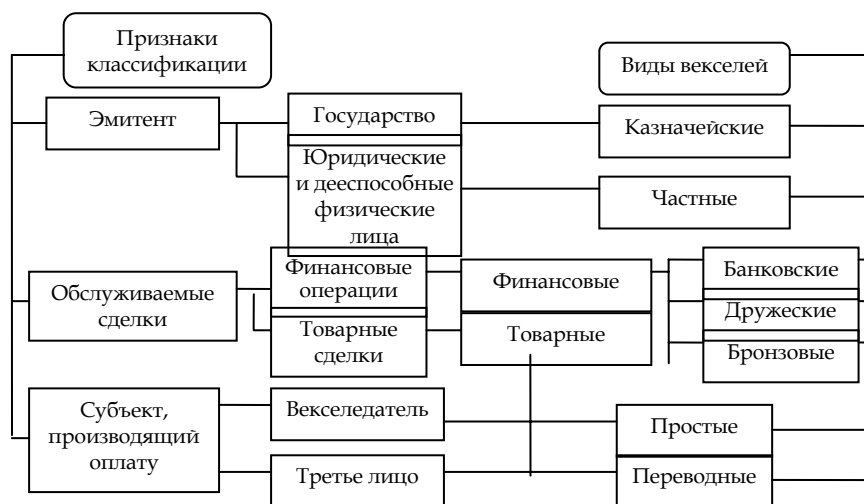 Признаки
классификации
Виды векселей
Эмитент
Государство
Казначейские
Юридические
и дееспособные
физические
лица
Частные
Обслуживаемые
сделки
Финансовые
операции
Финансовые
Банковские
Дружеские
Бронзовые
Товарные
сделки
Товарные
Субъект,
производящий
оплату
Векселедатель
Простые
Третье лицо
Переводные